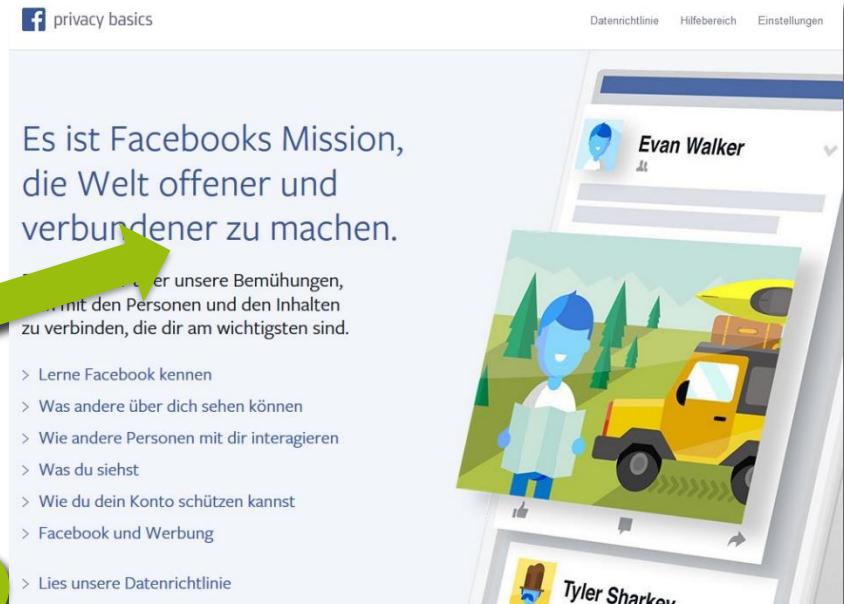 privacy basics
Datenrichtlinie Hilfebereich Einstellungen
Es ist Facebooks Mission,
die Welt offener und
verbundener zu machen.
unsere Bemühungen,
mit den Personen und den Inhalten
zu verbinden, die dir am wichtigsten sind.
> Lerne Facebook kennen
> Was andere über dich sehen können
> Wie andere Personen mit dir interagieren
> Was du siehst
> Wie du dein Konto schützen kannst
> Facebook und Werbung
> Lies unsere Datenrichtlinie
Evan Walker
Tyler Sharkey